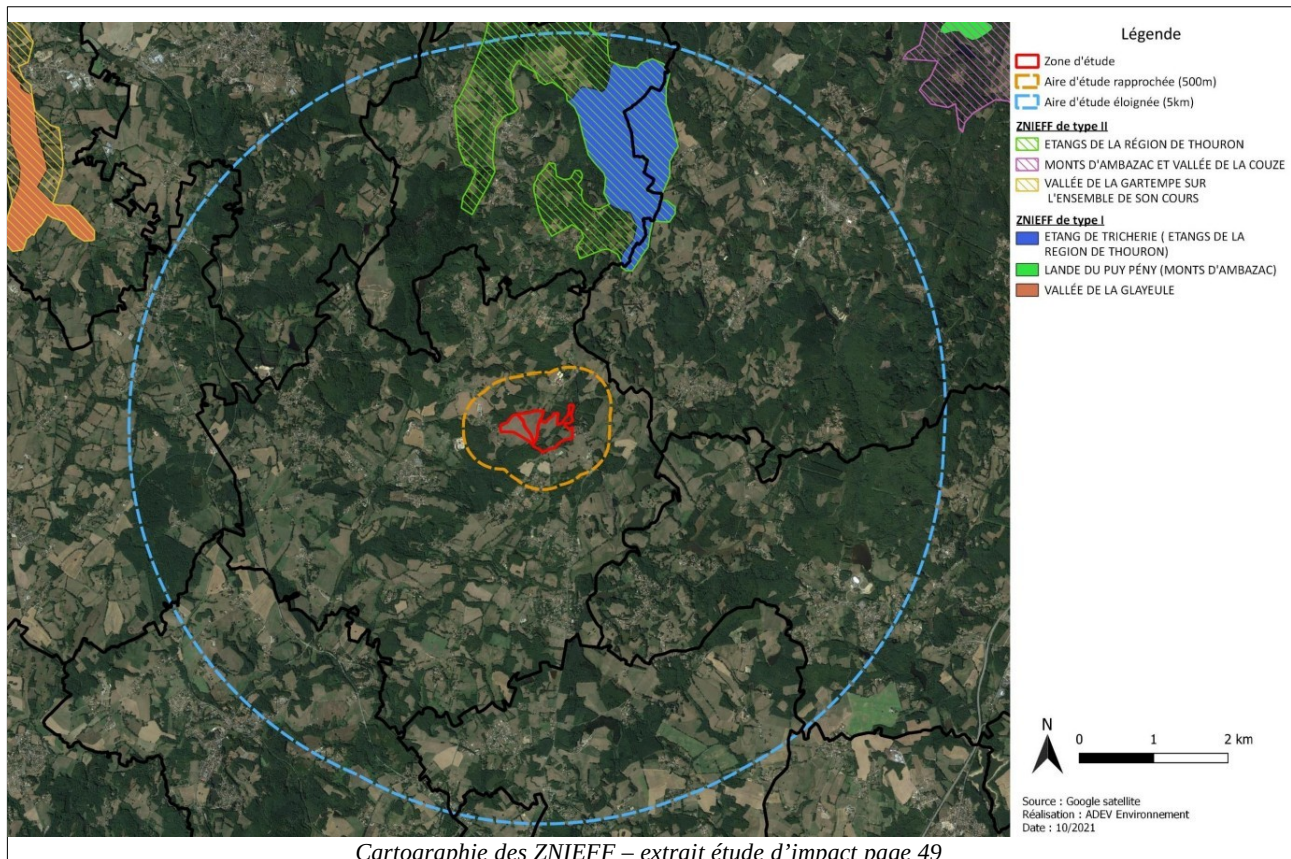 Légende
Zone d'étude
Aire d'étude rapprochée (500m)
Aire d'étude éloignée (5km)
ZNIEFF de type II
ETANGS DE LA RÉGION DE THOURON
MONTS D'AMBAZAC ET VALLÉE DE LA COUZE
VALLÉE DE LA GARTEMPE SUR
L'ENSEMBLE DE SON COURS
ZNIEFF de type I
ETANG DE TRICHERIE ( ETANGS DE LA
REGION DE THOURON)
LANDE DU PUY PÉNY (MONTS D'AMBAZAC)
VALLÉE DE LA GLAYEULE
N
0 1 2 km
Source : Google satellite
Réalisation : ADEV Environnement
Date : 10/2021
Cartographie des ZNIEFF – extrait étude d'impact page 49